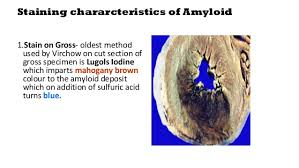 Staining chararcteristics of Amyloid
1.Stain on Gross- oldest method
used by Virchow on cut section of
gross specimen is Lugols Iodine
which imparts mahogany brown
colour to the amyloid deposit
which on addition of sulfuric acid
turns blue.